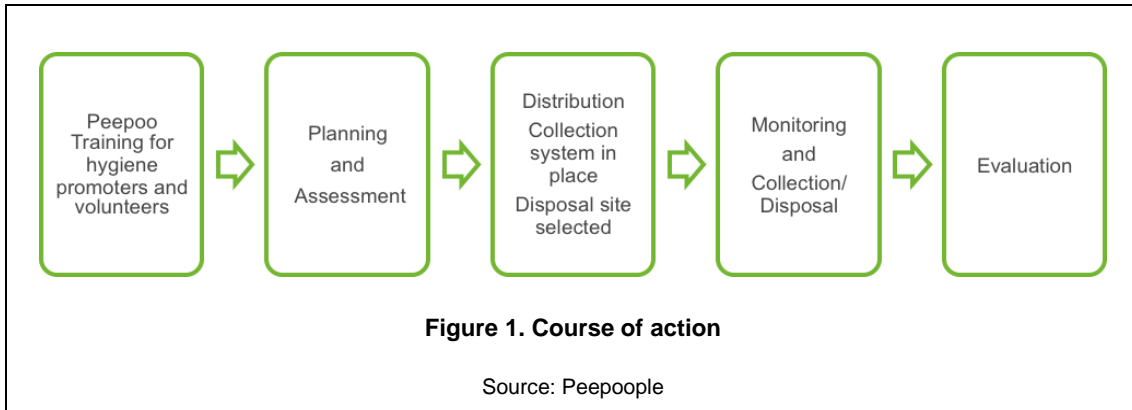 Peepoo
Training for
hygiene
promoters and
volunteers
Planning
and
Assessment
Distribution
Collection
system in
place
Disposal site
selected
Monitoring
and
Collection/
Disposal
Evaluation
Figure 1. Course of action
Source: Peepoople